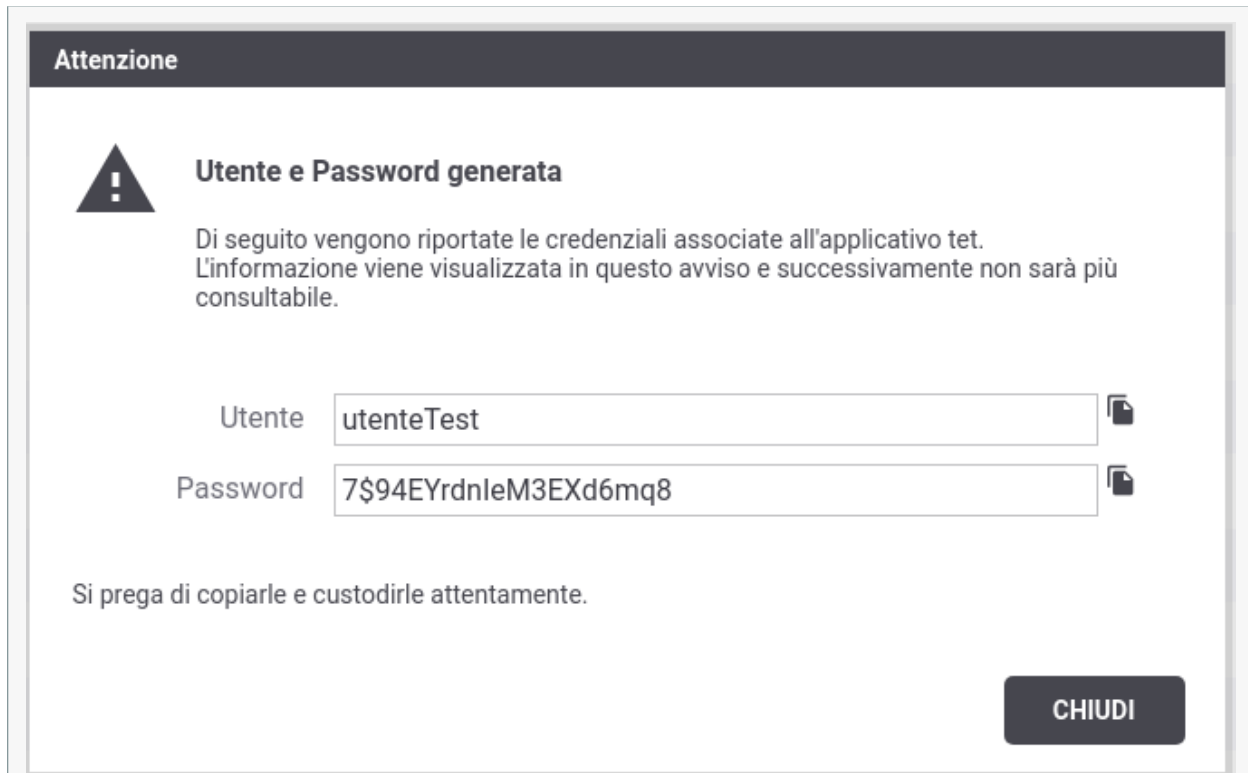 Attenzione
Utente e Password generata
Di seguito vengono riportate le credenziali associate all'applicativo tet.
L'informazione viene visualizzata in questo avviso e successivamente non sarà più
consultabile.
Utente utenteTest
Password 7$94EYrdnleM3EXd6mq8
Si prega di copiarle e custodirle attentamente.
CHIUDI